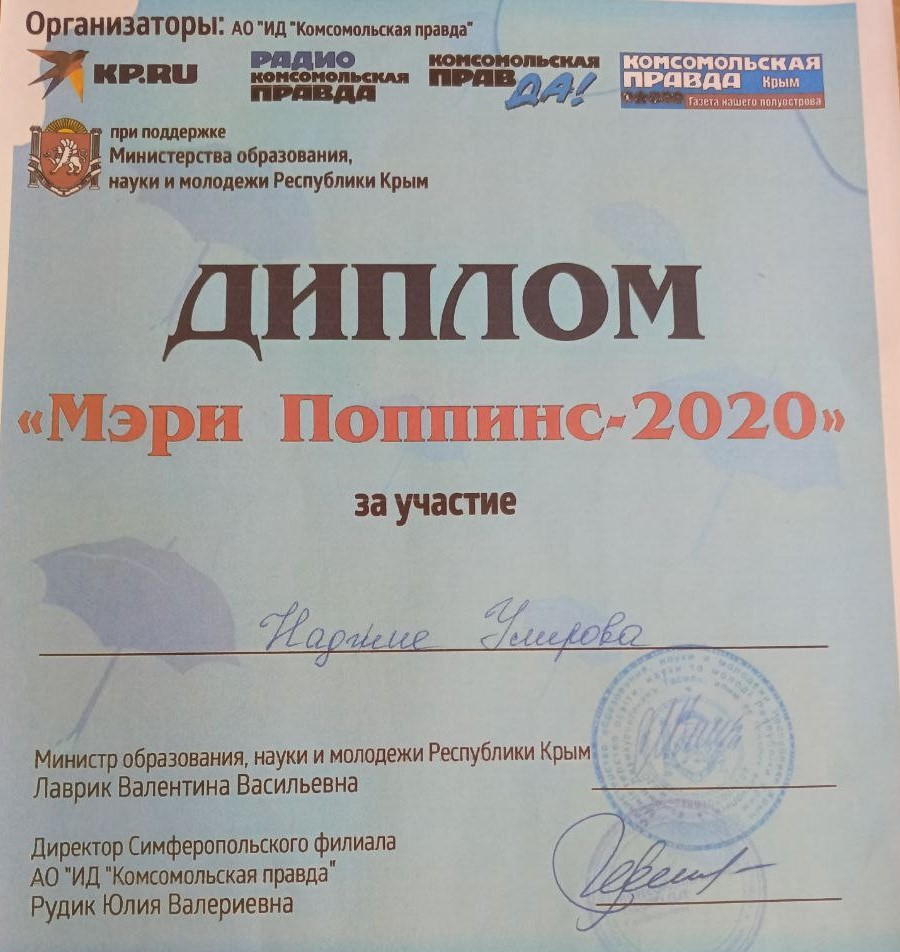 Организаторы: АО "ИД "Комсомольская правда"
KP.RU
РАДИО
КОМСОМОЛЬСКАЯ
ПРАВДА
КОМСОМОЛЬСКАЯ
ПРАВДА!
КОМСОМОЛЬСКАЯ
ПРАВДА Крым
Газета нашего полуострова
при поддержке
Министерства образования,
науки и молодежи Республики Крым
ДИПЛОМ
«Мэри Поппинс-2020»
за участие
Наджие Умерова
Министр образования, науки и молодежи Республики Крым
Лаврик Валентина Васильевна
Директор Симферопольского филиала
АО "ИД "Комсомольская правда"
Рудик Юлия Валериевна